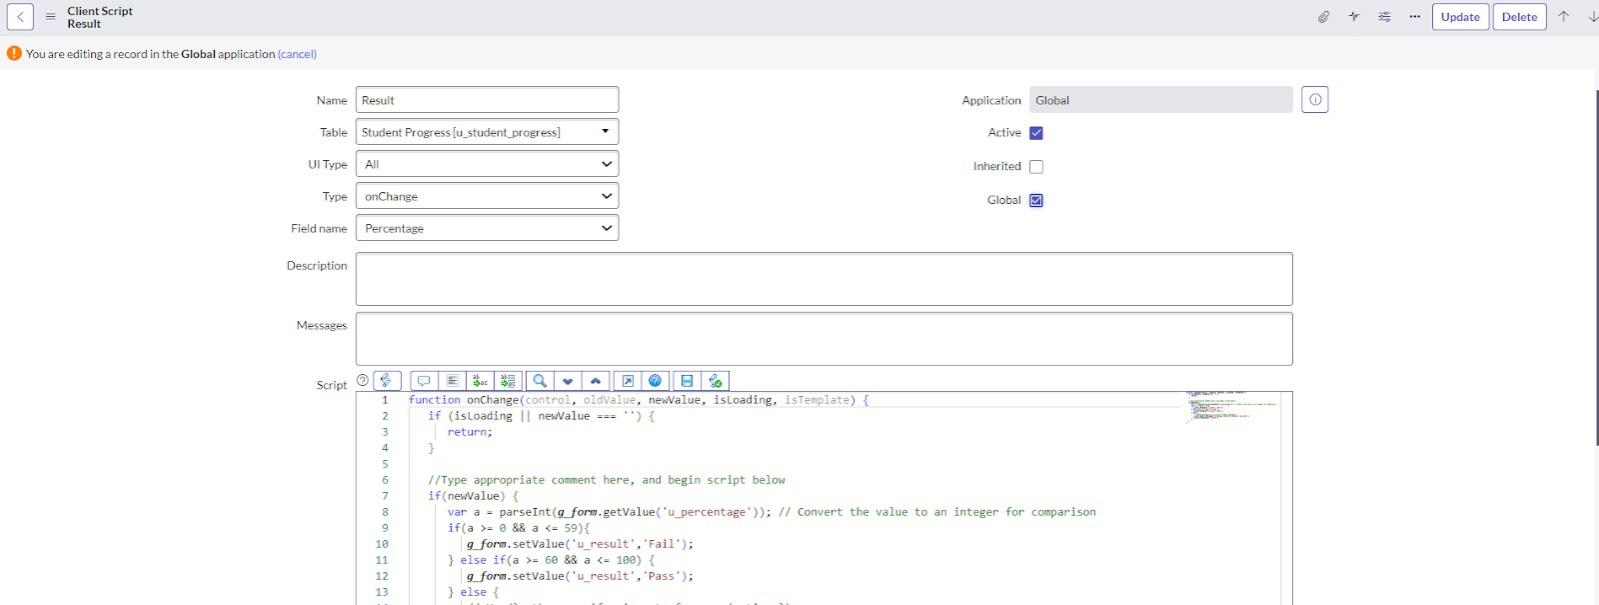 Client Script
Result
Update
Delete
You are editing a record in the Global application (cancel)
Name
Result
Application
Global
Table
Student Progress [u_student_progress]
Active
UI Type
All
Inherited
Type
onChange
Global
Field name
Percentage
Description
Messages
Script
1 function onChange(control, oldValue, newValue, isLoading, isTemplate) {
2 if (isLoading || newValue === '') {
3 return;
4 }
5
6 //Type appropriate comment here, and begin script below
7 if(newValue) {
8 var a = parseInt(g_form.getValue('u_percentage')); // Convert the value to an integer for comparison
9 if(a >= 0 && a <= 59){
10 g_form.setValue('u_result','Fail');
11 } else if(a >= 60 && a <= 100) {
12 g_form.setValue('u_result','Pass');
13 } else {